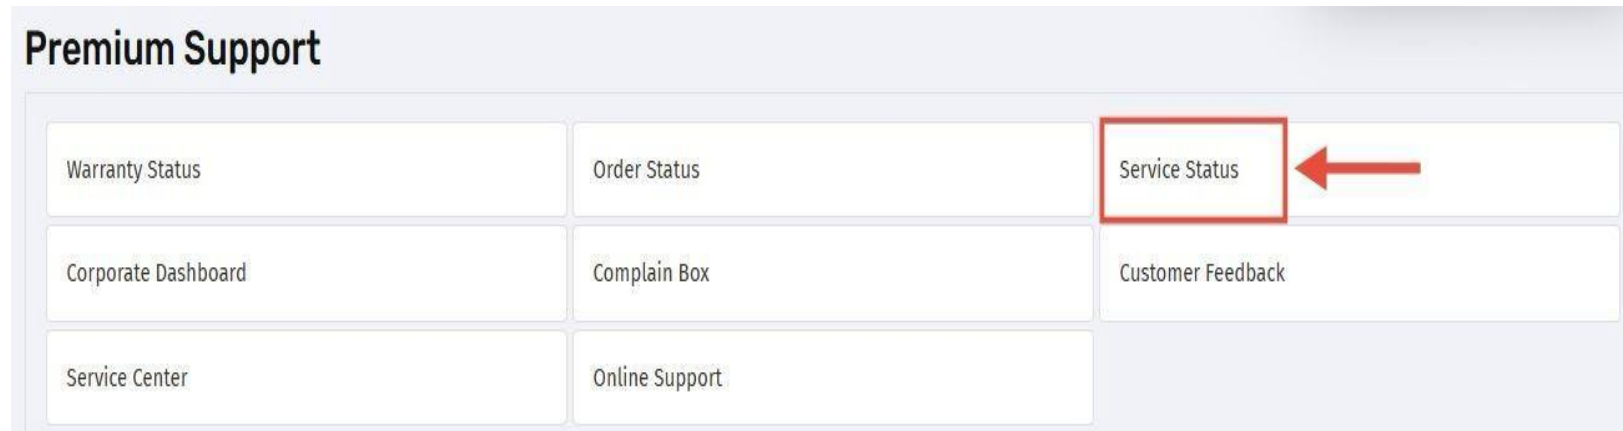 Premium Support
Warranty Status
Order Status
Service Status
Corporate Dashboard
Complain Box
Customer Feedback
Service Center
Online Support